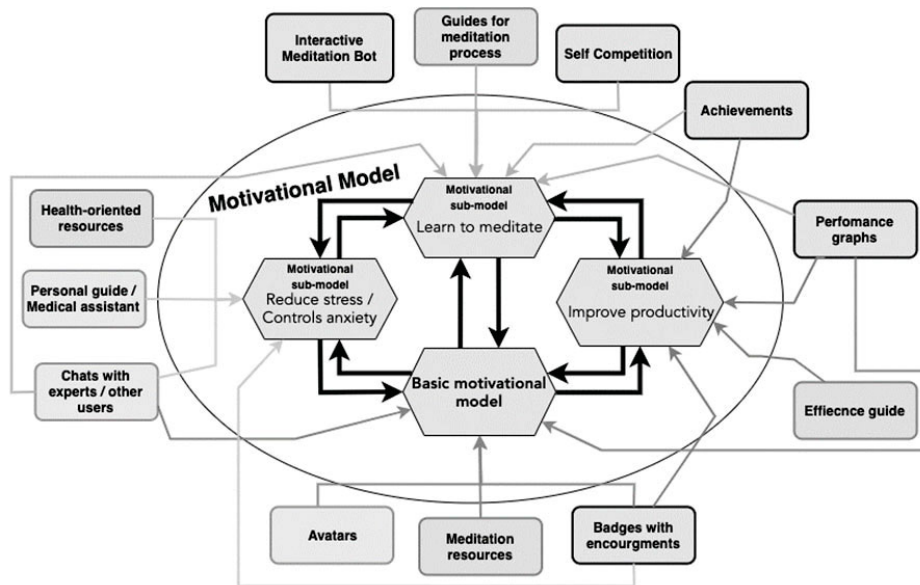 Interactive
Meditation Bot
Guides for
meditation
process
Self Competition
Achievements
Motivational Model
Motivational
sub-model
Learn to meditate
Health-oriented
resources
Perfomance
graphs
Motivational
sub-model
Reduce stress /
Controls anxiety
Motivational
sub-model
Improve productivity
Personal guide /
Medical assistant
Chats with
experts / other
users
Basic motivational
model
Effiecnce guide
Avatars
Meditation
resources
Badges with
encourgments